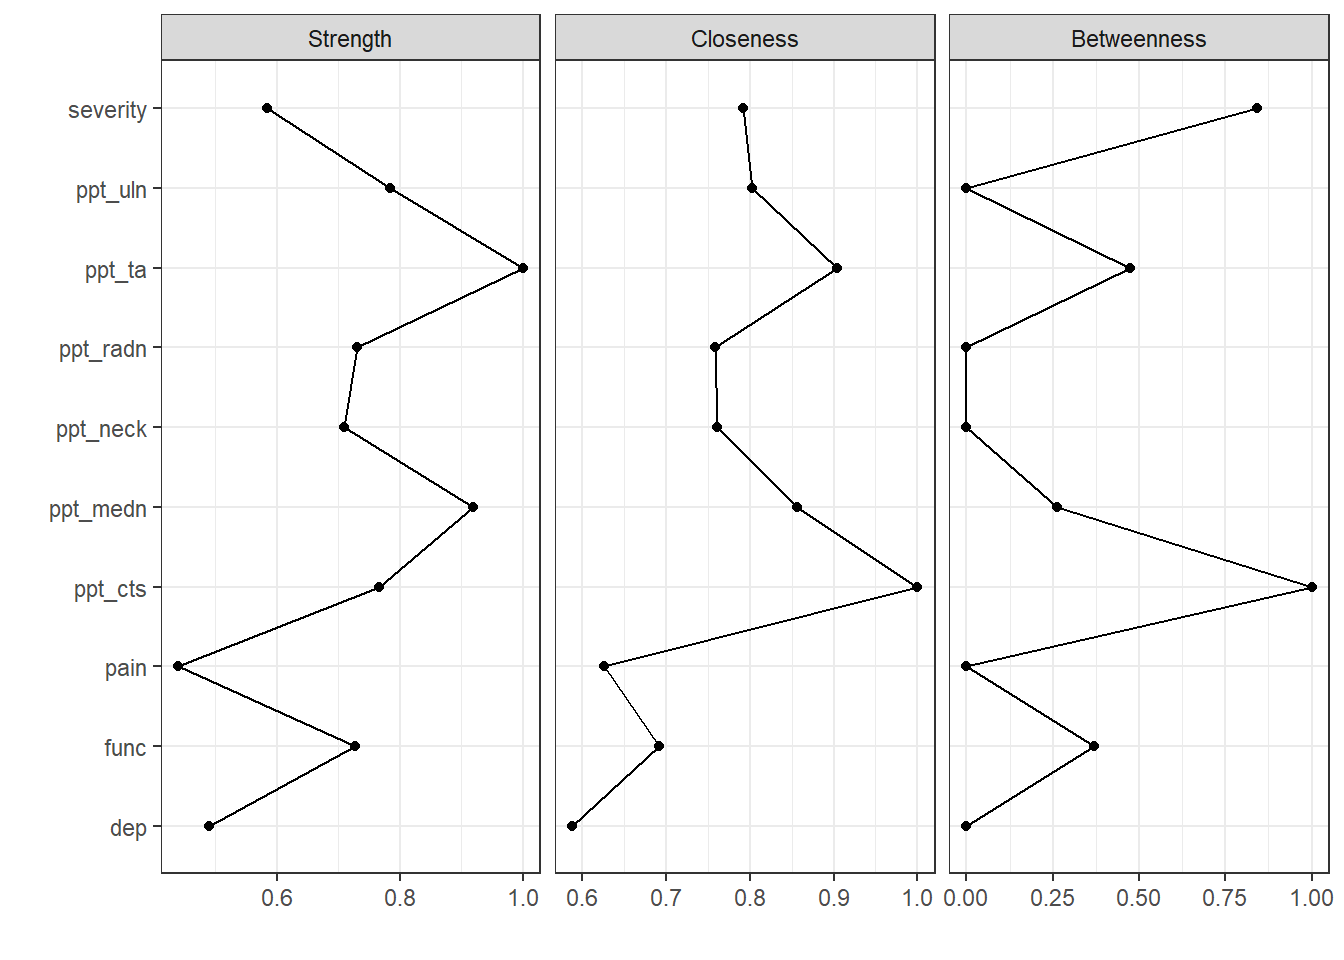 Strength Closeness Betweenness
severity
ppt_uln
ppt_ta
ppt_radn
ppt_neck
ppt_medn
ppt_cts
pain
func
dep
0.6 0.8 1.0 0.6 0.7 0.8 0.9 1.0 0.00 0.25 0.50 0.75 1.00